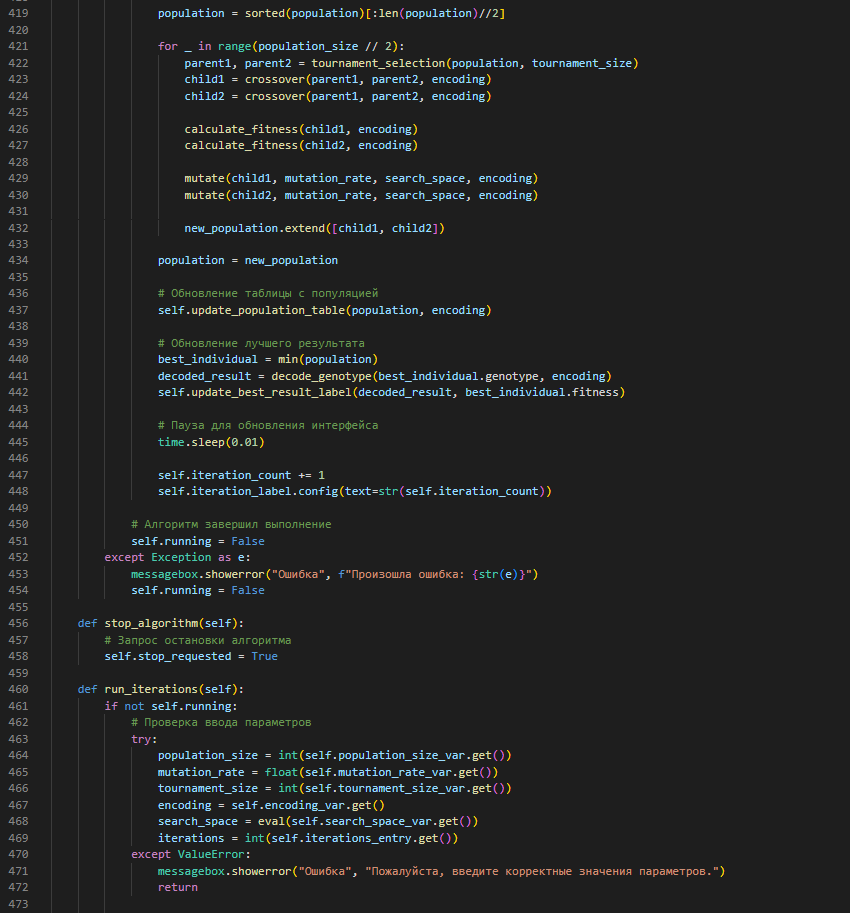 419 population = sorted(population)[:len(population)//2]
420
421 for _ in range(population_size // 2):
422 parent1, parent2 = tournament_selection(population, tournament_size)
423 child1 = crossover(parent1, parent2, encoding)
424 child2 = crossover(parent1, parent2, encoding)
425
426 calculate_fitness(child1, encoding)
427 calculate_fitness(child2, encoding)
428
429 mutate(child1, mutation_rate, search_space, encoding)
430 mutate(child2, mutation_rate, search_space, encoding)
431
432 new_population.extend([child1, child2])
433
434 population = new_population
435
436 # Обновление таблицы с популяцией
437 self.update_population_table(population, encoding)
438
439 # Обновление лучшего результата
440 best_individual = min(population)
441 decoded_result = decode_genotype(best_individual.genotype, encoding)
442 self.update_best_result_label(decoded_result, best_individual.fitness)
443
444 # Пауза для обновления интерфейса
445 time.sleep(0.01)
446
447 self.iteration_count += 1
448 self.iteration_label.config(text=str(self.iteration_count))
449
450 # Алгоритм завершил выполнение
451 self.running = False
452 except Exception as e:
453 messagebox.showerror("Ошибка", f"Произошла ошибка: {str(e)}")
454 self.running = False
455
456 def stop_algorithm(self):
457 # Запрос остановки алгоритма
458 self.stop_requested = True
459
460 def run_iterations(self):
461 if not self.running:
462 # Проверка ввода параметров
463 try:
464 population_size = int(self.population_size_var.get())
465 mutation_rate = float(self.mutation_rate_var.get())
466 tournament_size = int(self.tournament_size_var.get())
467 encoding = self.encoding_var.get()
468 search_space = eval(self.search_space_var.get())
469 iterations = int(self.iterations_entry.get())
470 except ValueError:
471 messagebox.showerror("Ошибка", "Пожалуйста, введите корректные значения параметров.")
472 return
473